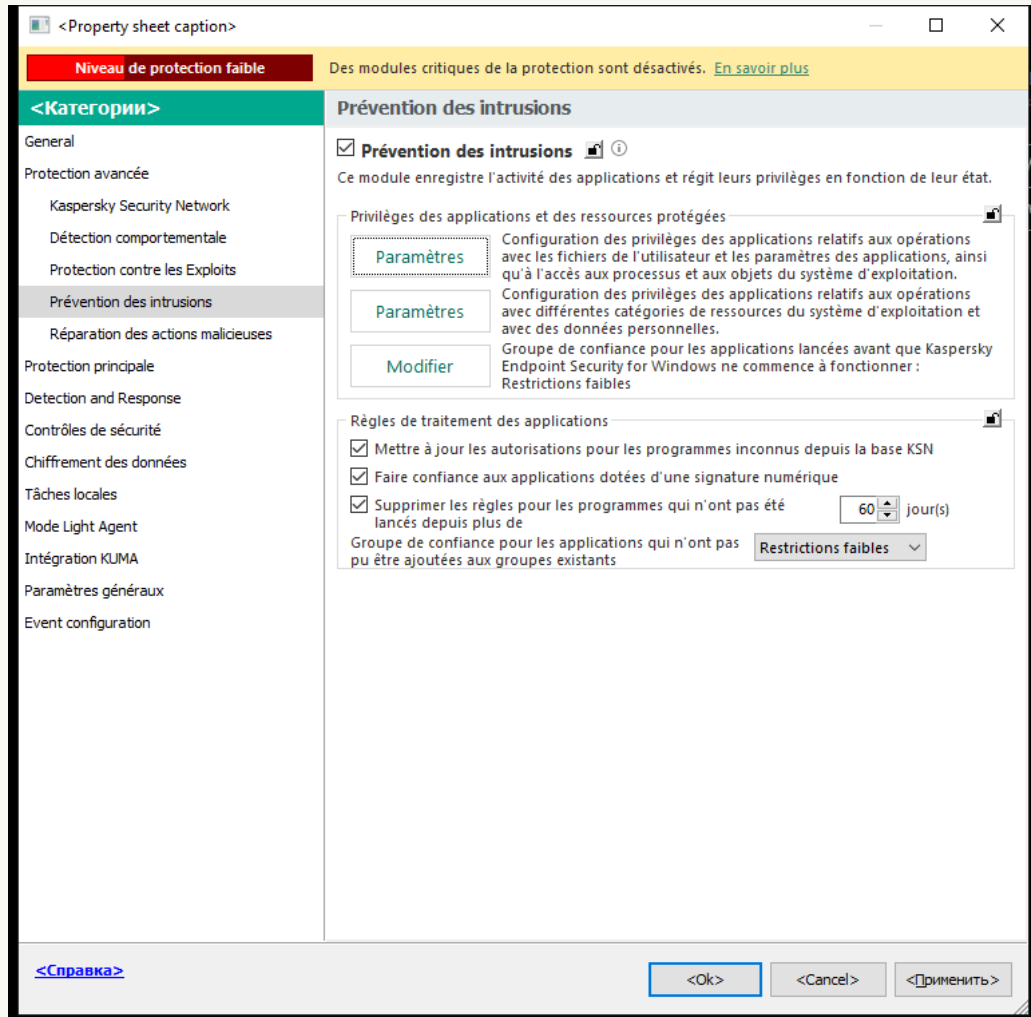 <Property sheet caption>
Niveau de protection faible
Des modules critiques de la protection sont désactivés. En savoir plus
<Категории>
General
Protection avancée
Kaspersky Security Network
Détection comportementale
Protection contre les Exploits
Prévention des intrusions
Réparation des actions malicieuses
Protection principale
Detection and Response
Contrôles de sécurité
Chiffrement des données
Tâches locales
Mode Light Agent
Intégration KUMA
Paramètres généraux
Event configuration
Prévention des intrusions
Prévention des intrusions
Ce module enregistre l'activité des applications et régit leurs privilèges en fonction de leur état.
Privilèges des applications et des ressources protégées
Paramètres
Configuration des privilèges des applications relatifs aux opérations
avec les fichiers de l'utilisateur et les paramètres des applications, ainsi
qu'à l'accès aux processus et aux objets du système d'exploitation.
Paramètres
Configuration des privilèges des applications relatifs aux opérations
avec différentes catégories de ressources du système d'exploitation et
avec des données personnelles.
Modifier
Groupe de confiance pour les applications lancées avant que Kaspersky
Endpoint Security for Windows ne commence à fonctionner :
Restrictions faibles
Règles de traitement des applications
Mettre à jour les autorisations pour les programmes inconnus depuis la base KSN
Faire confiance aux applications dotées d'une signature numérique
Supprimer les règles pour les programmes qui n'ont pas été
lancés depuis plus de
60 jour(s)
Groupe de confiance pour les applications qui n'ont pas
pu être ajoutées aux groupes existants
Restrictions faibles
<Справка>
<Ok>
<Cancel>
<Применить>